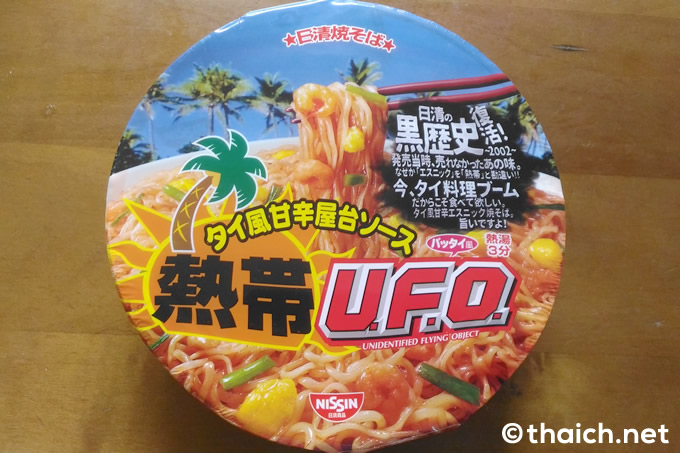 ★日清焼そば★
日清の
黒歴史復活!
~2002~
発売当時、売れなかったあの味。
なぜか「エスニック」を「熱帯」と勘違い!!
今、タイ料理ブーム
だからこそ食べて欲しい。
タイ風甘辛エスニック焼そば。
旨いですよ!
タイ風甘辛屋台ソース
パッタイ風
熱湯
3分
熱帯U.F.O.
UNIDENTIFIED FLYING OBJECT
NISSIN
日清食品
©thaich.net